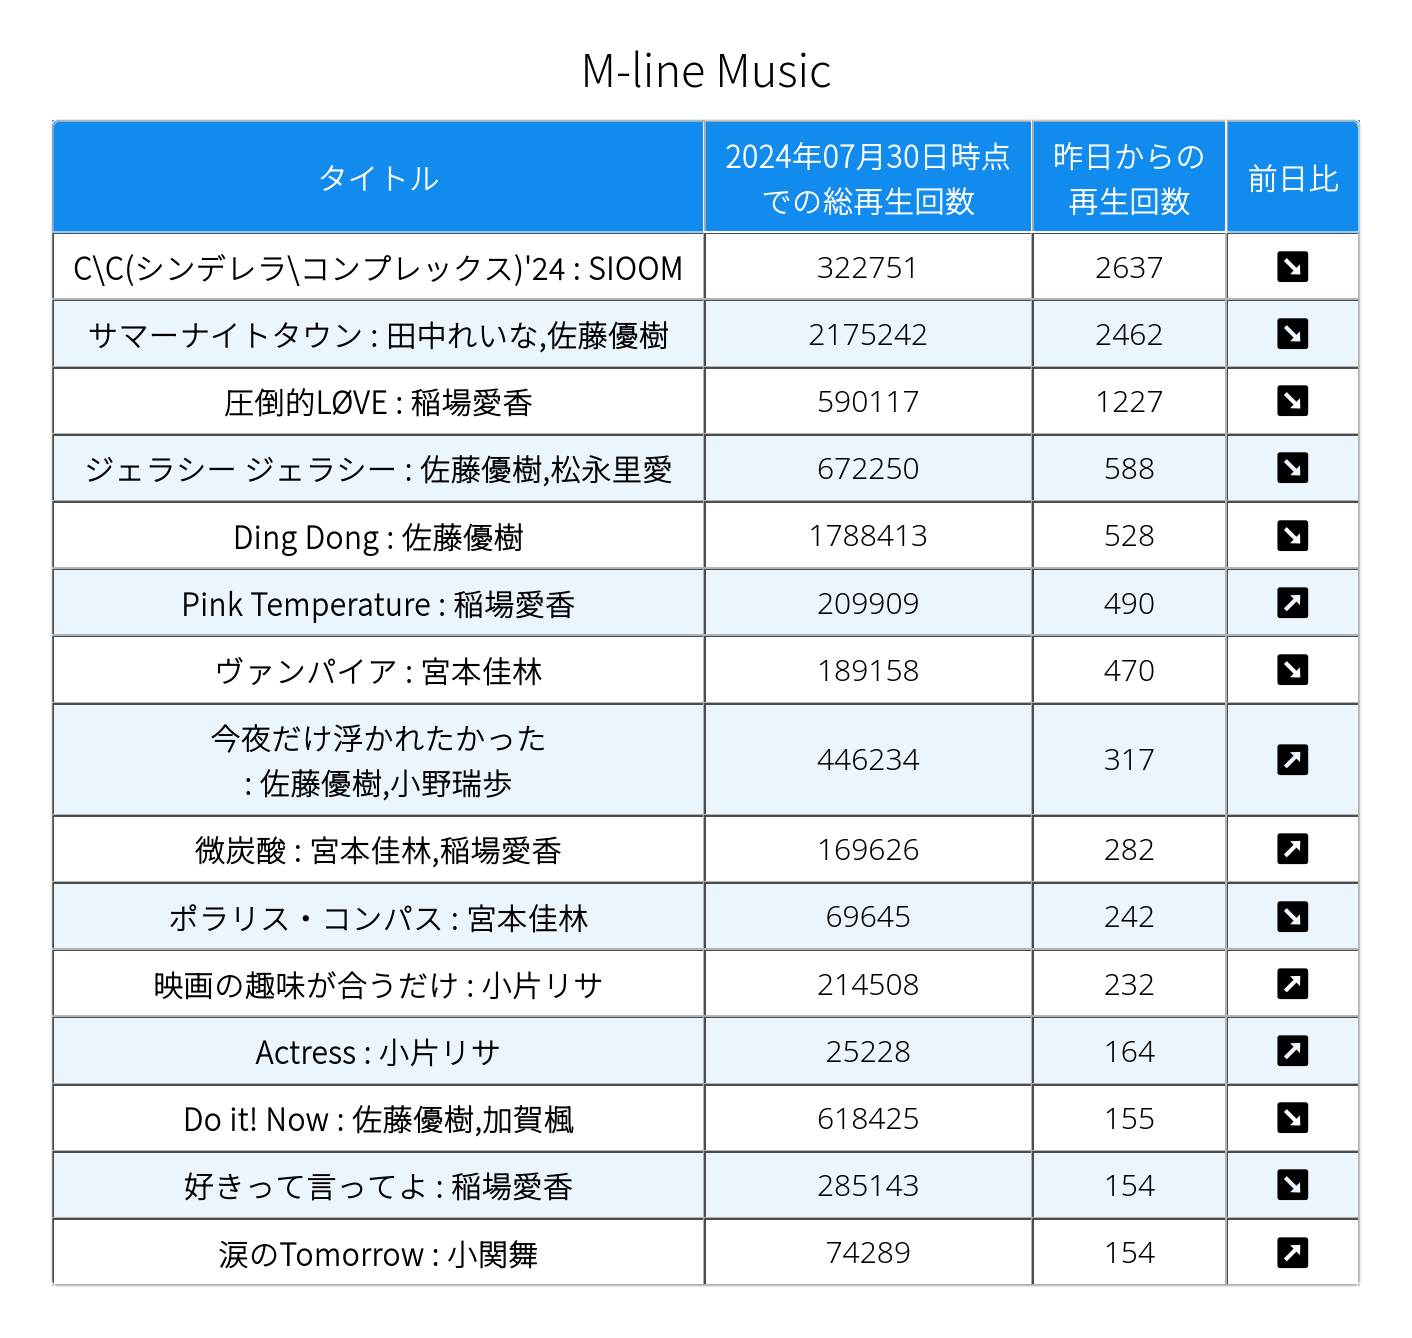 M-line Music
タイトル
2024年07月30日時点
での総再生回数
昨日からの
再生回数
前日比
C\C(シンデレラ\コンプレックス)'24 : SIOOM 322751 2637 ↘
サマーナイトタウン : 田中れいな,佐藤優樹 2175242 2462 ↘
圧倒的LØVE : 稲場愛香 590117 1227 ↘
ジェラシー ジェラシー : 佐藤優樹,松永里愛 672250 588 ↘
Ding Dong : 佐藤優樹 1788413 528 ↘
Pink Temperature : 稲場愛香 209909 490 ↗
ヴァンパイア : 宮本佳林 189158 470 ↘
今夜だけ浮かれたかった
: 佐藤優樹,小野瑞歩 446234 317 ↗
微炭酸 : 宮本佳林,稲場愛香 169626 282 ↗
ポラリス・コンパス : 宮本佳林 69645 242 ↘
映画の趣味が合うだけ : 小片リサ 214508 232 ↗
Actress : 小片リサ 25228 164 ↗
Do it! Now : 佐藤優樹,加賀楓 618425 155 ↘
好きって言ってよ : 稲場愛香 285143 154 ↘
涙のTomorrow : 小関舞 74289 154 ↗